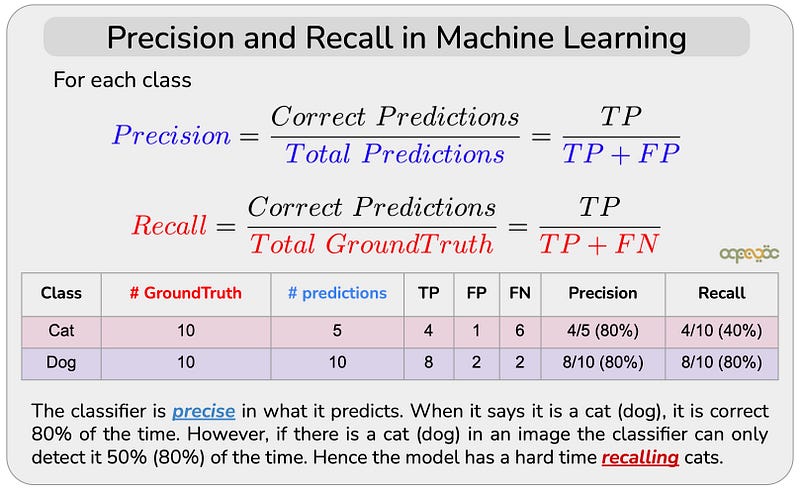 Precision and Recall in Machine Learning
For each class
Precision = Correct Predictions / Total Predictions = TP / TP + FP
Recall = Correct Predictions / Total GroundTruth = TP / TP + FN
Class # GroundTruth # predictions TP FP FN Precision Recall
Cat 10 5 4 1 6 4/5 (80%) 4/10 (40%)
Dog 10 10 8 2 2 8/10 (80%) 8/10 (80%)
The classifier is precise in what it predicts. When it says it is a cat (dog), it is correct
80% of the time. However, if there is a cat (dog) in an image the classifier can only
detect it 50% (80%) of the time. Hence the model has a hard time recalling cats.